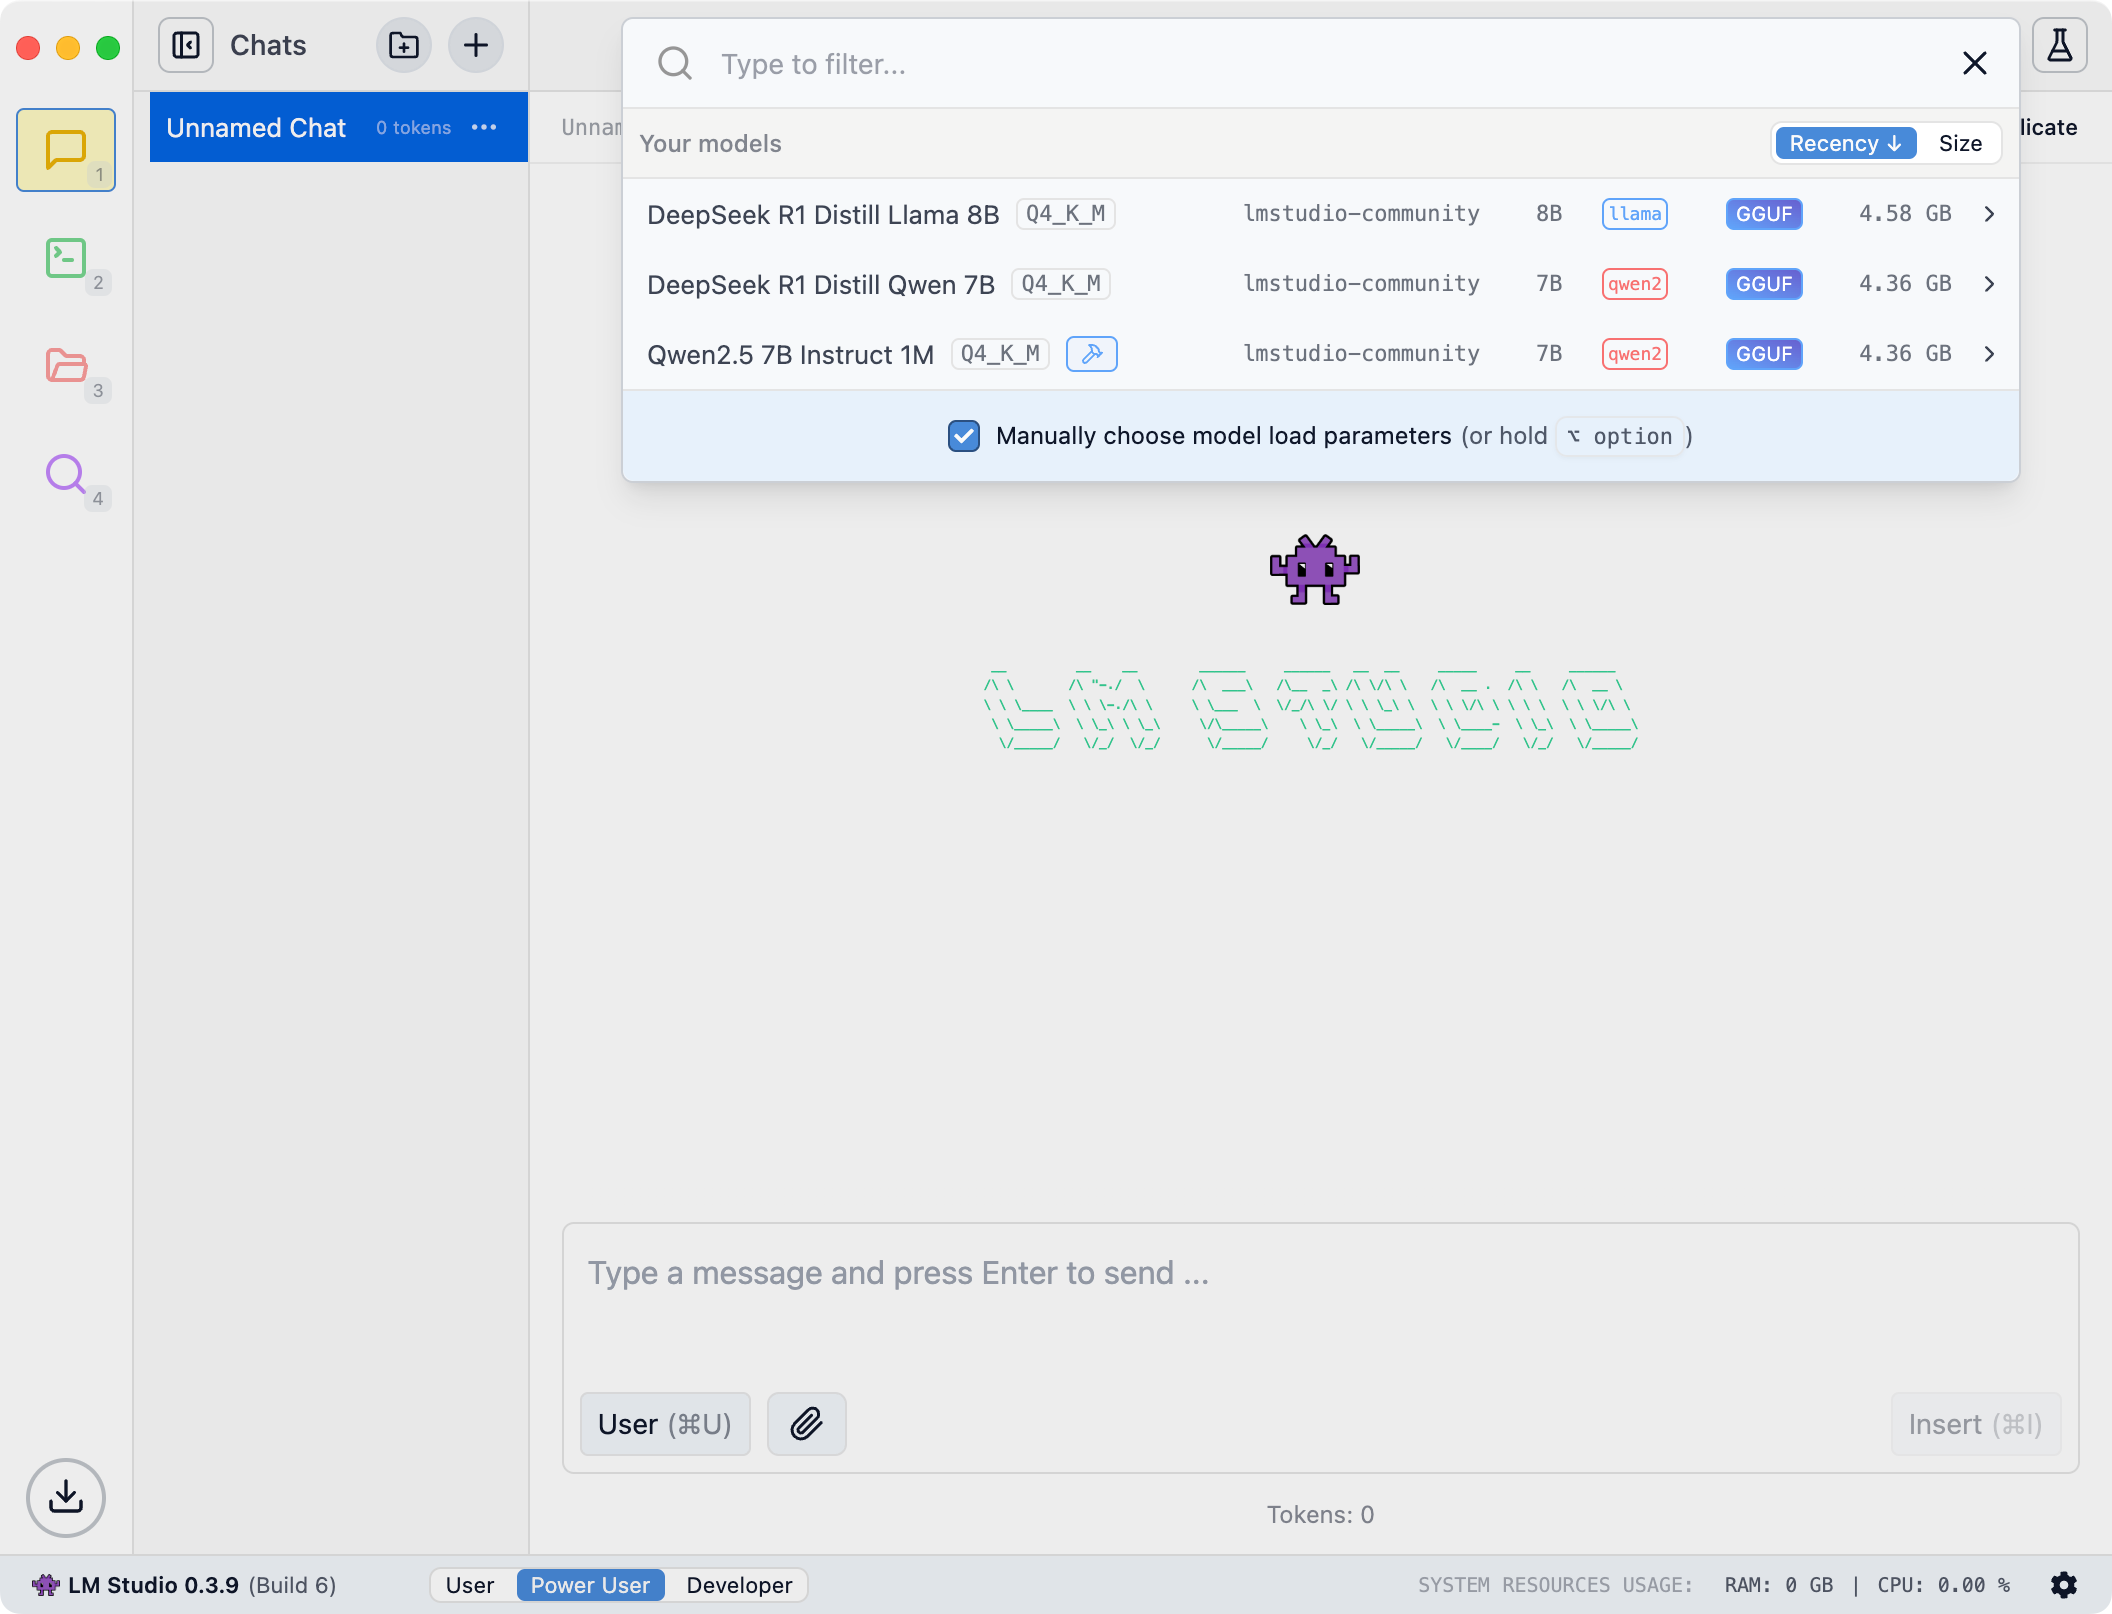 Chats
Unnamed Chat 0 tokens
1
2
3
4
Unnam
licate
Type to filter...
Your models
Recency ↓ Size
DeepSeek R1 Distill Llama 8B Q4_K_M lmstudio-community 8B llama GGUF 4.58 GB
DeepSeek R1 Distill Qwen 7B Q4_K_M lmstudio-community 7B qwen2 GGUF 4.36 GB
Qwen2.5 7B Instruct 1M Q4_K_M lmstudio-community 7B qwen2 GGUF 4.36 GB
Manually choose model load parameters (or hold ⌥ option )
LM STUDIO
Type a message and press Enter to send ...
User (⌘U)
Insert (⌘I)
Tokens: 0
LM Studio 0.3.9 (Build 6)
User Power User Developer
SYSTEM RESOURCES USAGE: RAM: 0 GB | CPU: 0.00 %